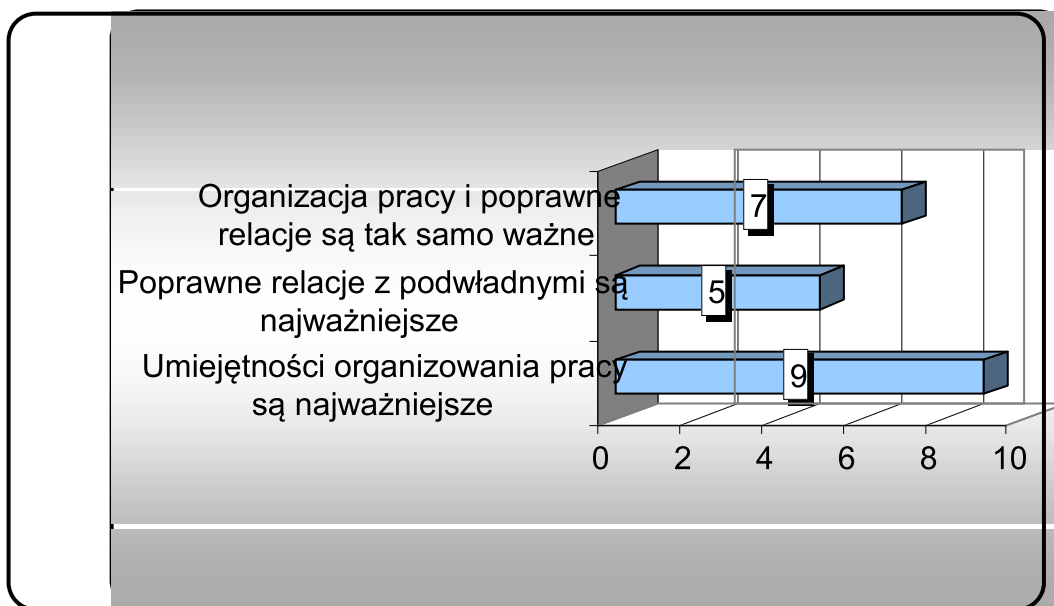 Organizacja pracy i poprawne
relacje są tak samo ważne
7
Poprawne relacje z podwładnymi są
najważniejsze
5
Umiejętności organizowania pracy
są najważniejsze
9
0 2 4 6 8 10